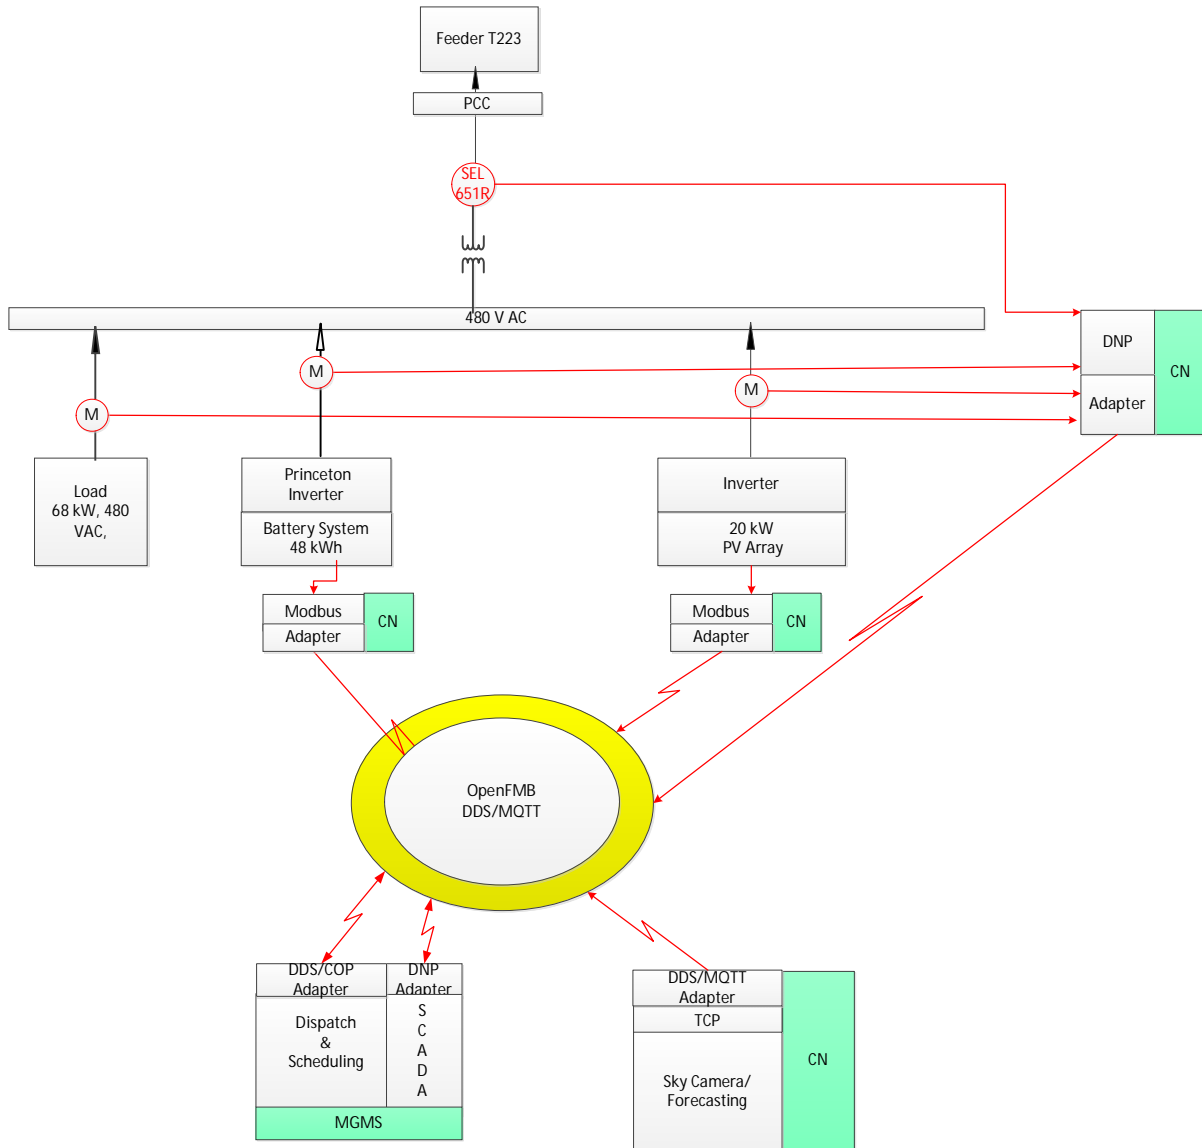 Feeder T223
PCC
SEL
651R
480 V AC
DNP
Adapter
CN
M
M
M
Load
68 kW, 480
VAC,
Princeton
Inverter
Battery System
48 kWh
Inverter
20 kW
PV Array
Modbus
Adapter
CN
Modbus
Adapter
CN
OpenFMB
DDS/MQTT
DDS/COP
Adapter
DNP
Adapter
Dispatch
&
Scheduling
S
C
A
D
A
MGMS
DDS/MQTT
Adapter
TCP
Sky Camera/
Forecasting
CN